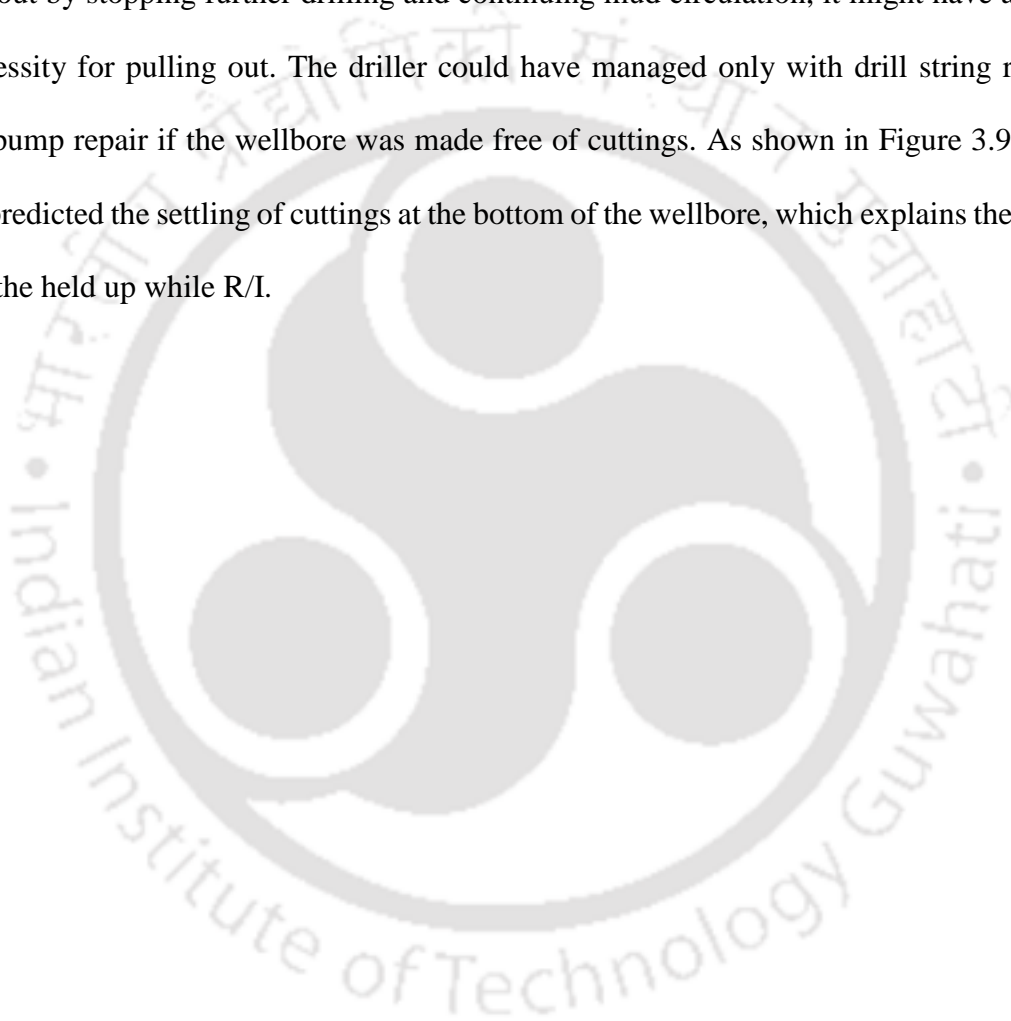 out by stopping further drilling and continuing mud circulation, it might have a
essity for pulling out. The driller could have managed only with drill string r
pump repair if the wellbore was made free of cuttings. As shown in Figure 3.9
predicted the settling of cuttings at the bottom of the wellbore, which explains the
the held up while R/I.
भारतीय प्रौद्योगिकी संस्थान गुवाहाटी
• Indian Institute of Technology Guwahati •